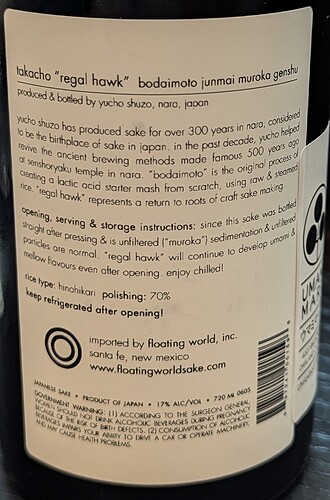 takacho "regal hawk" bodaimoto junmai muroka genshu
produced & bottled by yucho shuzo, nara, japan
yucho shuzo has produced sake for over 300 years in nara, considered
to be the birthplace of sake in japan. in the past decade, yucho helped
revive the ancient brewing methods made famous 500 years ago
at senshoryaku temple in nara. "bodaimoto" is the original process of
creating a lactic acid starter mash from scratch, using raw & steamed
rice. "regal hawk" represents a return to roots of craft sake making.
opening, serving & storage instructions: since this sake was bottled
straight after pressing & is unfiltered ("muroka") sedimentation & unfiltered
particles are normal. "regal hawk" will continue to develop umami &
mellow flavours even after opening. enjoy chilled!
rice type: hinohikari polishing: 70%
keep refrigerated after opening!
imported by floating world, inc.
santa fe, new mexico
www.floatingworldsake.com
JAPANESE SAKE • PRODUCT OF JAPAN • 17% ALC/VOL • 720 ML 0605
GOVERNMENT WARNING: (1) ACCORDING TO THE SURGEON GENERAL,
WOMEN SHOULD NOT DRINK ALCOHOLIC BEVERAGES DURING PREGNANCY
BECAUSE OF THE RISK OF BIRTH DEFECTS. (2) CONSUMPTION OF ALCOHOLIC
BEVERAGES IMPAIRS YOUR ABILITY TO DRIVE A CAR OR OPERATE MACHINERY,
AND MAY CAUSE HEALTH PROBLEMS.
UMA
MA